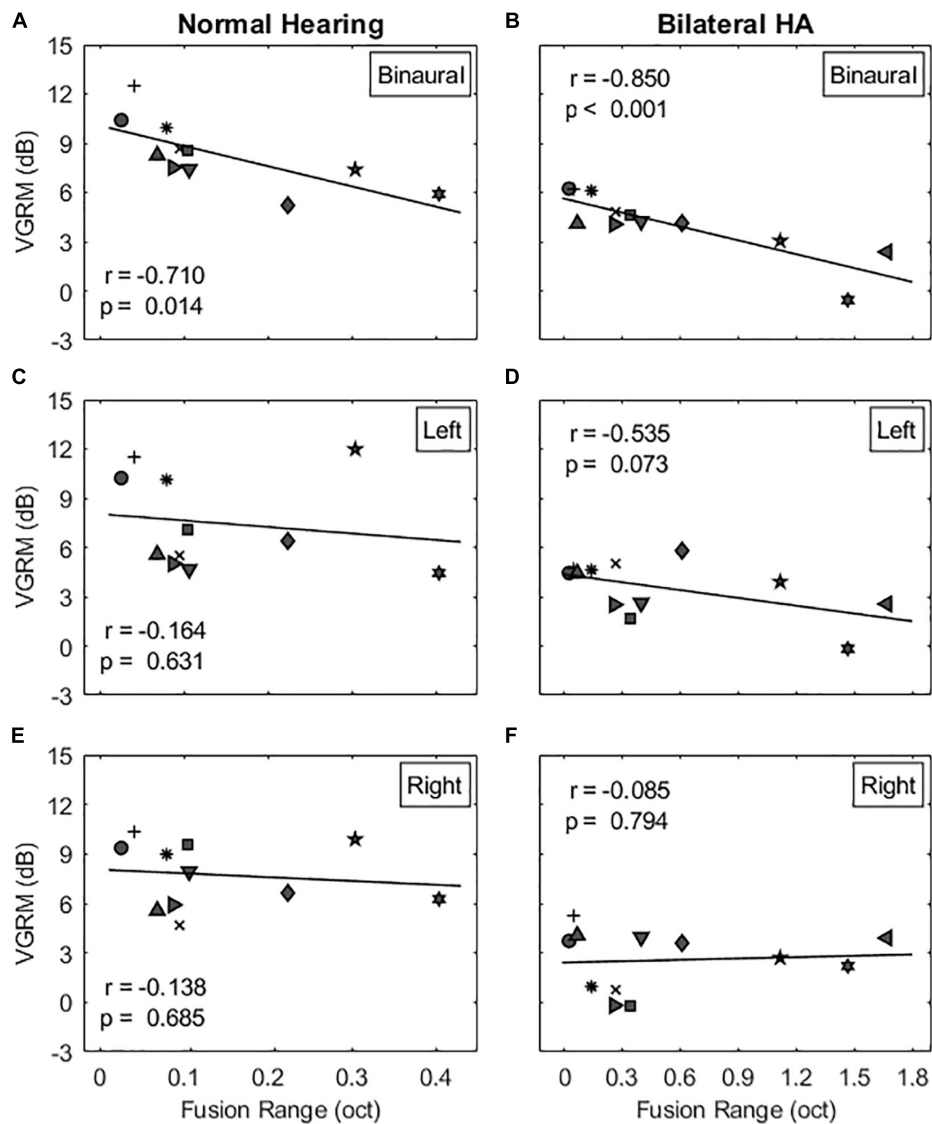 A Normal Hearing
B Bilateral HA
15
12
9
6
3
0
-3
VGRM (dB)
Binaural
r = -0.710
p = 0.014
Binaural
r = -0.850
p < 0.001
C
15
12
9
6
3
0
-3
VGRM (dB)
Left
r = -0.164
p = 0.631
D
Left
r = -0.535
p = 0.073
E
15
12
9
6
3
0
-3
VGRM (dB)
Right
r = -0.138
p = 0.685
0 0.1 0.2 0.3 0.4
Fusion Range (oct)
F
Right
r = -0.085
p = 0.794
0 0.3 0.6 0.9 1.2 1.5 1.8
Fusion Range (oct)